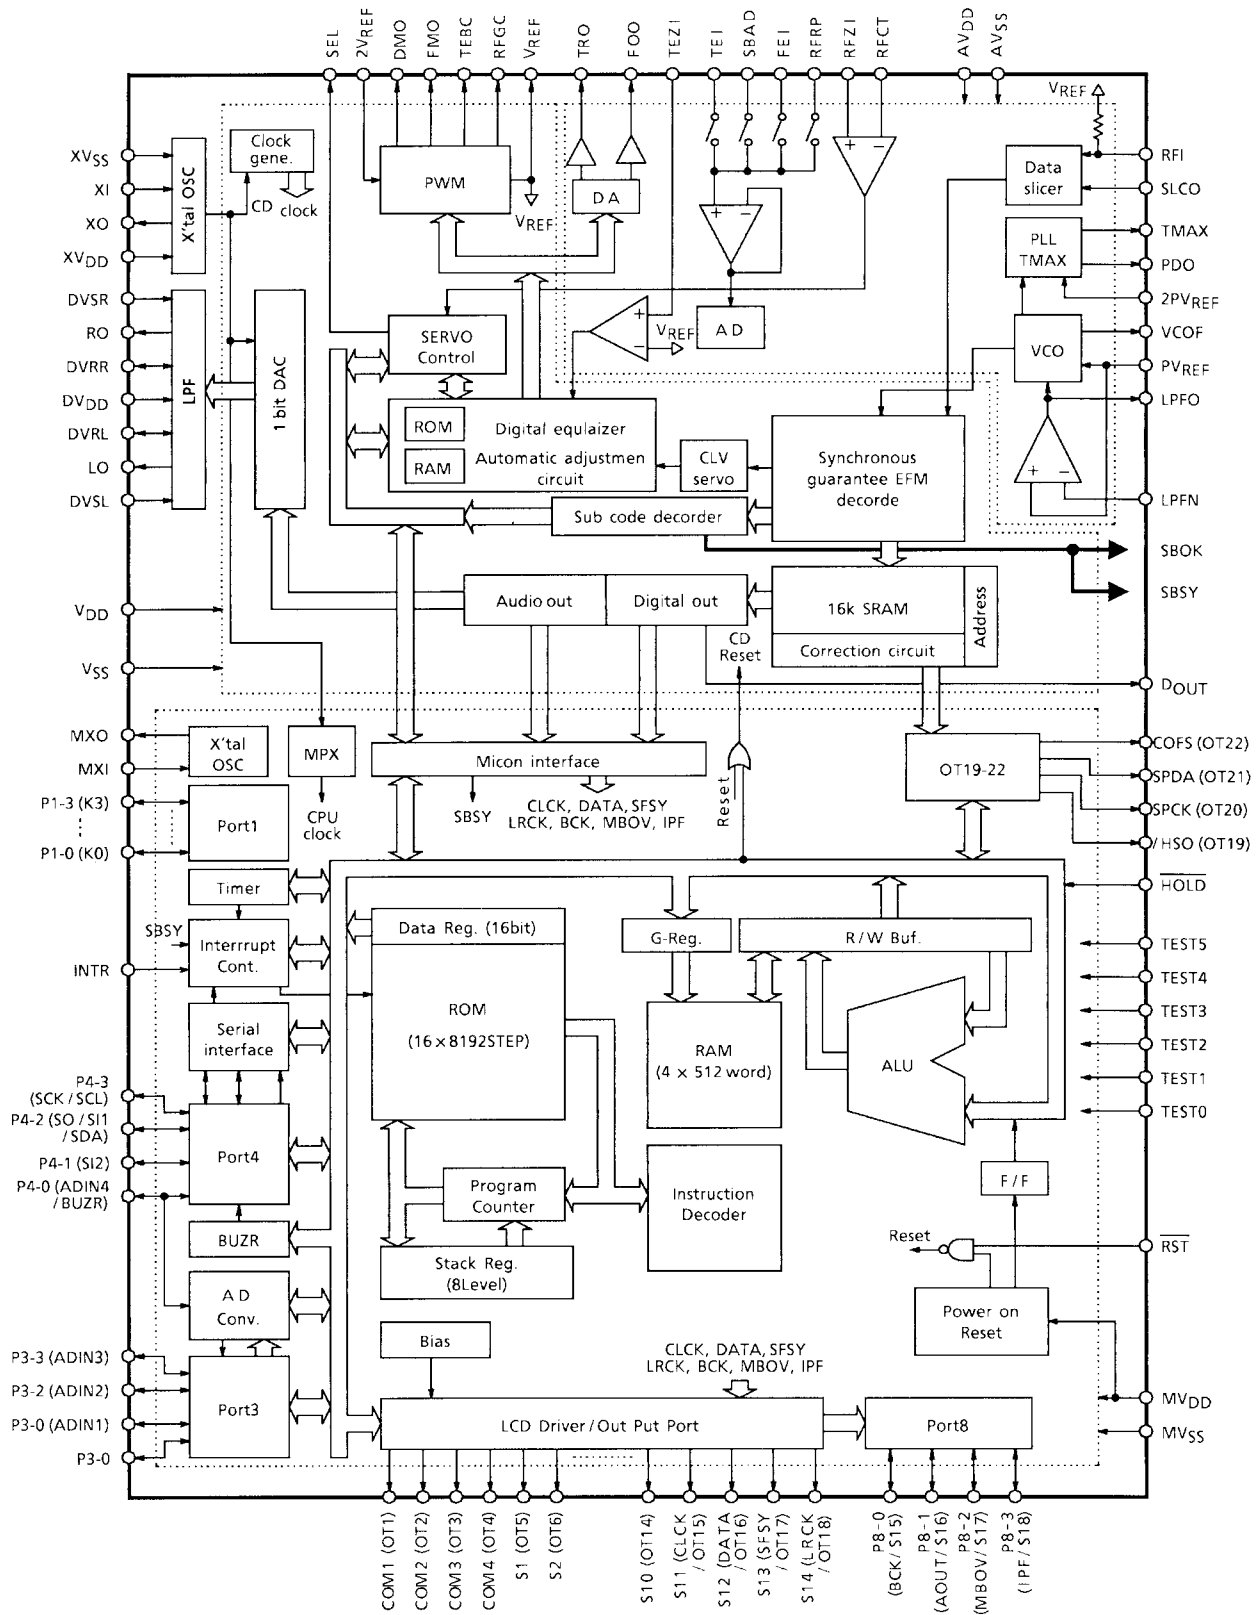 SEL
2VREF
DMO
FMO
TEBC
RFGC
VREF
TRO
FOO
TEZI
TEI
SBAD
FEI
RFRP
RFZI
RFCT
AVDD
AVSS
VREF
XVSS
XI
XO
XVDD
X'tal OSC
Clock
gene.
CD clock
PWM
VREF
DA
+ −
+ −
AD
Data
slicer
RFI
SLCO
PLL
TMAX
TMAX
PDO
2PVREF
VCO
VCOF
PVREF
LPFO
+ −
LPFN
DVSR
RO
DVRR
DVDD
DVRL
LO
DVSL
LPF
1 bit DAC
SERVO
Control
+
−
VREF
ROM
RAM
Digital equlaizer
Automatic adjustmen
circuit
CLV
servo
Synchronous
guarantee EFM
decorde
Sub code decorder
SBOK
SBSY
Audio out
Digital out
16k SRAM
Correction circuit
Address
CD
Reset
VDD
VSS
DOUT
MXO
MXI
X'tal
OSC
MPX
CPU
clock
Micon interface
SBSY
CLCK, DATA, SFSY
LRCK, BCK, MBOV, IPF
Reset
OT19-22
COFS (OT22)
SPDA (OT21)
SPCK (OT20)
/HSO (OT19)
HOLD
P1-3 (K3)
P1-0 (K0)
Port1
Timer
SBSY
INTR
Interrrupt
Cont.
Serial
interface
Data Reg. (16bit)
ROM
(16×8192STEP)
G-Reg.
R/W Buf.
RAM
(4 × 512 word)
ALU
TEST5
TEST4
TEST3
TEST2
TEST1
TEST0
P4-3
(SCK / SCL)
P4-2 (SO / SI1
/ SDA)
P4-1 (SI2)
P4-0 (ADIN4
/ BUZR)
Port4
BUZR
Program
Counter
Stack Reg.
(8Level)
Instruction
Decoder
F/F
Reset
RST
Power on
Reset
AD
Conv.
P3-3 (ADIN3)
P3-2 (ADIN2)
P3-0 (ADIN1)
P3-0
Port3
Bias
CLCK, DATA, SFSY
LRCK, BCK, MBOV, IPF
LCD Driver/Out Put Port
Port8
MVDD
MVSS
COM1 (OT1)
COM2 (OT2)
COM3 (OT3)
COM4 (OT4)
S1 (OT5)
S2 (OT6)
S10 (OT14)
S11 (CLCK
/ OT15)
S12 (DATA
/ OT16)
S13 (SFSY
/ OT17)
S14 (LRCK
/ OT18)
P8-0
(BCK/ S15)
P8-1
(AOUT/ S16)
P8-2
(MBOV/ S17)
P8-3
(IPF/ S18)